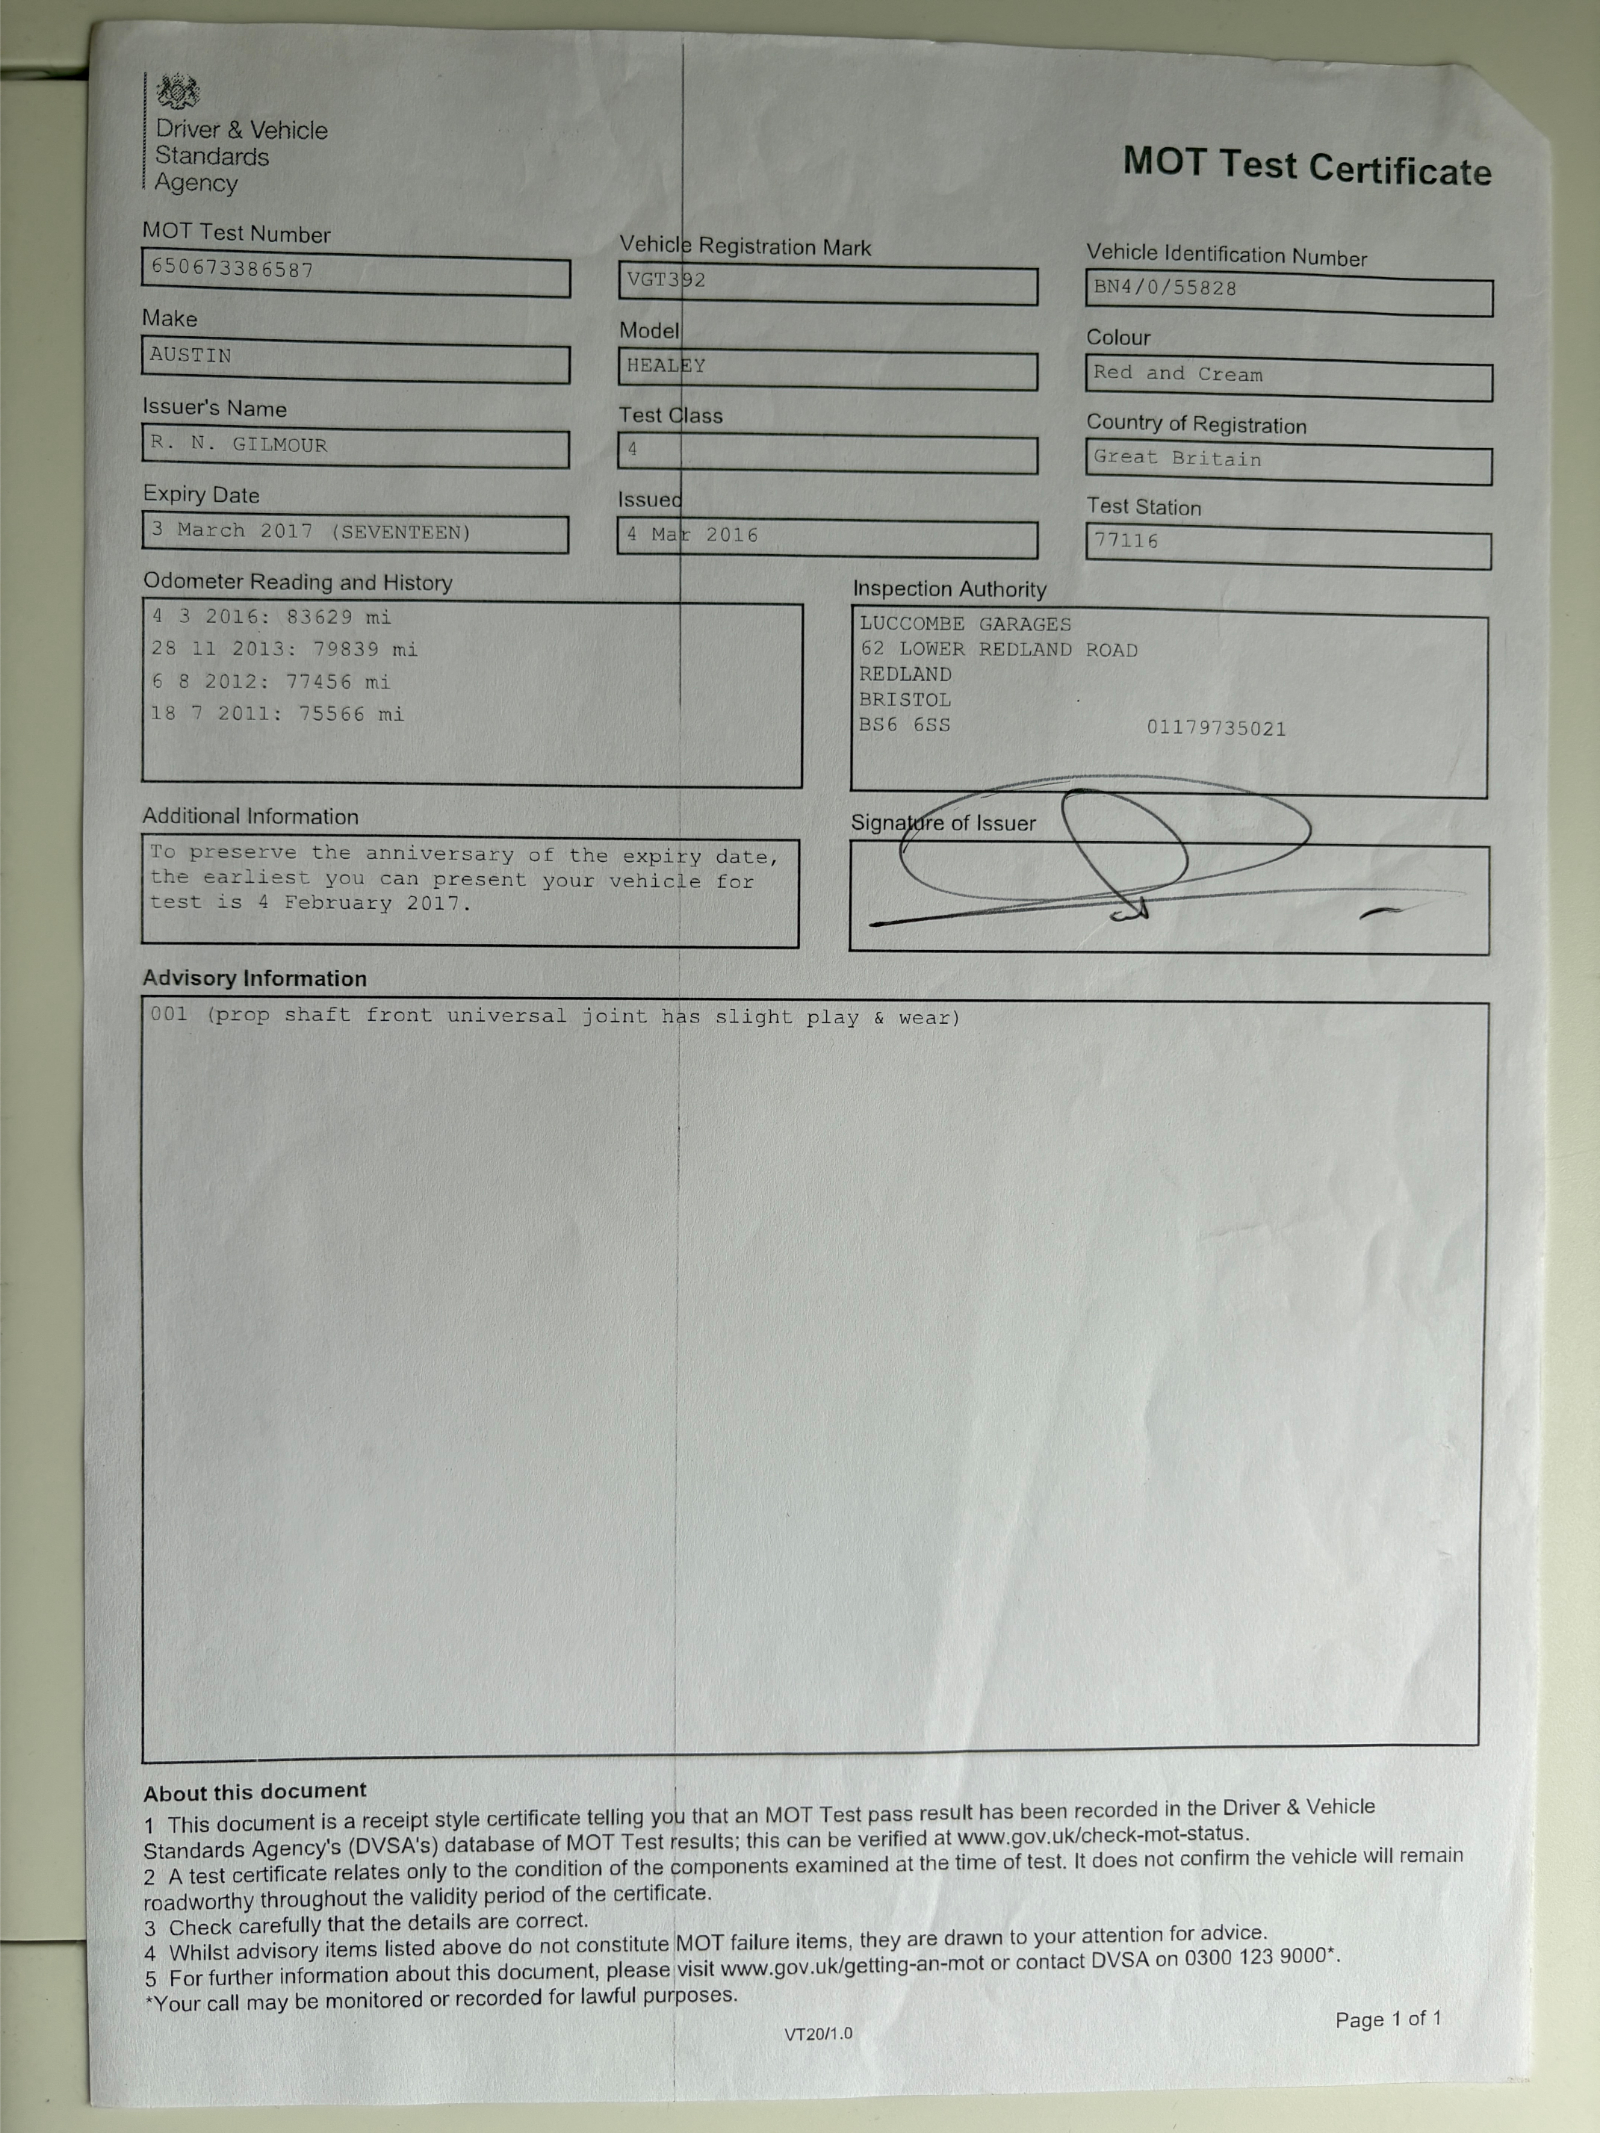 Driver & Vehicle
Standards
Agency
MOT Test Certificate
MOT Test Number
650673386587
Vehicle Registration Mark
VGT392
Vehicle Identification Number
BN4/0/55828
Make
AUSTIN
Model
HEALEY
Colour
Red and Cream
Issuer's Name
R. N. GILMOUR
Test Class
4
Country of Registration
Great Britain
Expiry Date
3 March 2017 (SEVENTEEN)
Issued
4 Mar 2016
Test Station
77116
Odometer Reading and History
4 3 2016: 83629 mi
28 11 2013: 79839 mi
6 8 2012: 77456 mi
18 7 2011: 75566 mi
Inspection Authority
LUCCOMBE GARAGES
62 LOWER REDLAND ROAD
REDLAND
BRISTOL
BS6 6SS 01179735021
Additional Information
To preserve the anniversary of the expiry date,
the earliest you can present your vehicle for
test is 4 February 2017.
Signature of Issuer
Advisory Information
001 (prop shaft front universal joint has slight play & wear)
About this document
1 This document is a receipt style certificate telling you that an MOT Test pass result has been recorded in the Driver & Vehicle
Standards Agency's (DVSA's) database of MOT Test results; this can be verified at www.gov.uk/check-mot-status.
2 A test certificate relates only to the condition of the components examined at the time of test. It does not confirm the vehicle will remain
roadworthy throughout the validity period of the certificate.
3 Check carefully that the details are correct.
4 Whilst advisory items listed above do not constitute MOT failure items, they are drawn to your attention for advice.
5 For further information about this document, please visit www.gov.uk/getting-an-mot or contact DVSA on 0300 123 9000*.
*Your call may be monitored or recorded for lawful purposes.
VT20/1.0
Page 1 of 1